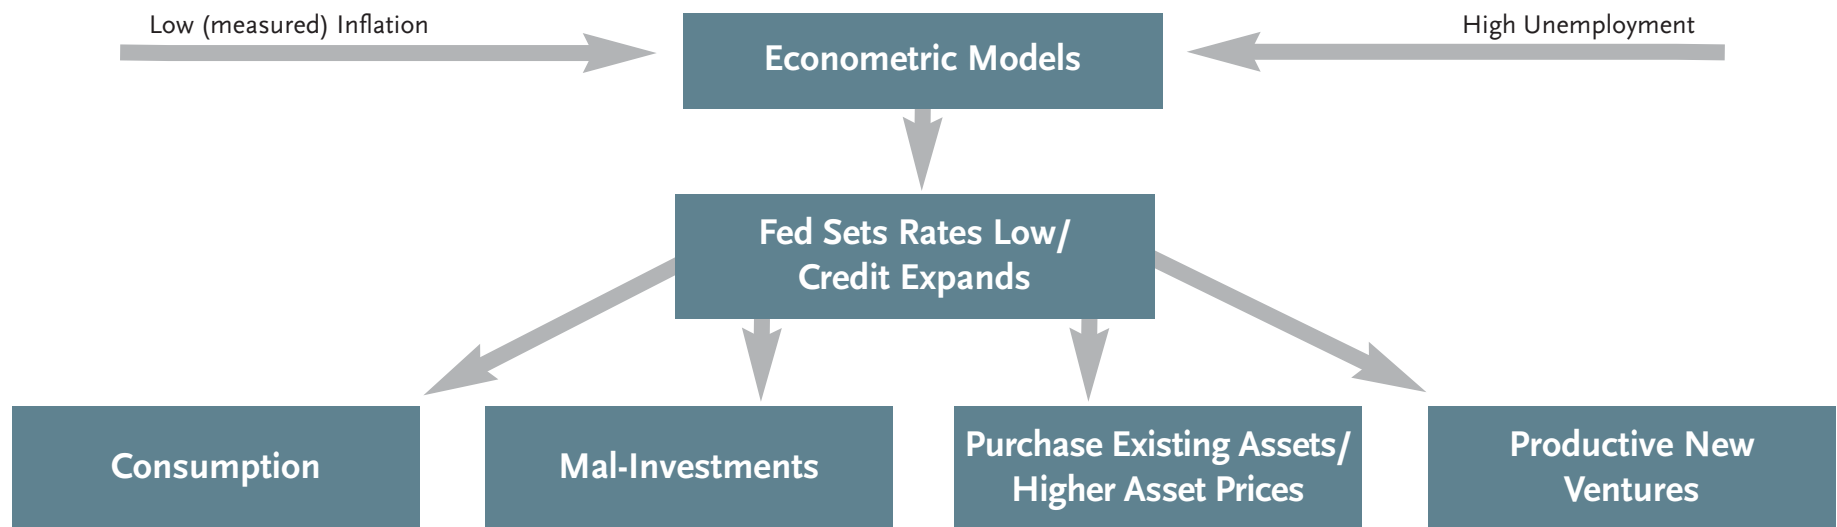 Low (measured) Inflation
High Unemployment
Econometric Models
Fed Sets Rates Low/
Credit Expands
Consumption
Mal-Investments
Purchase Existing Assets/
Higher Asset Prices
Productive New
Ventures